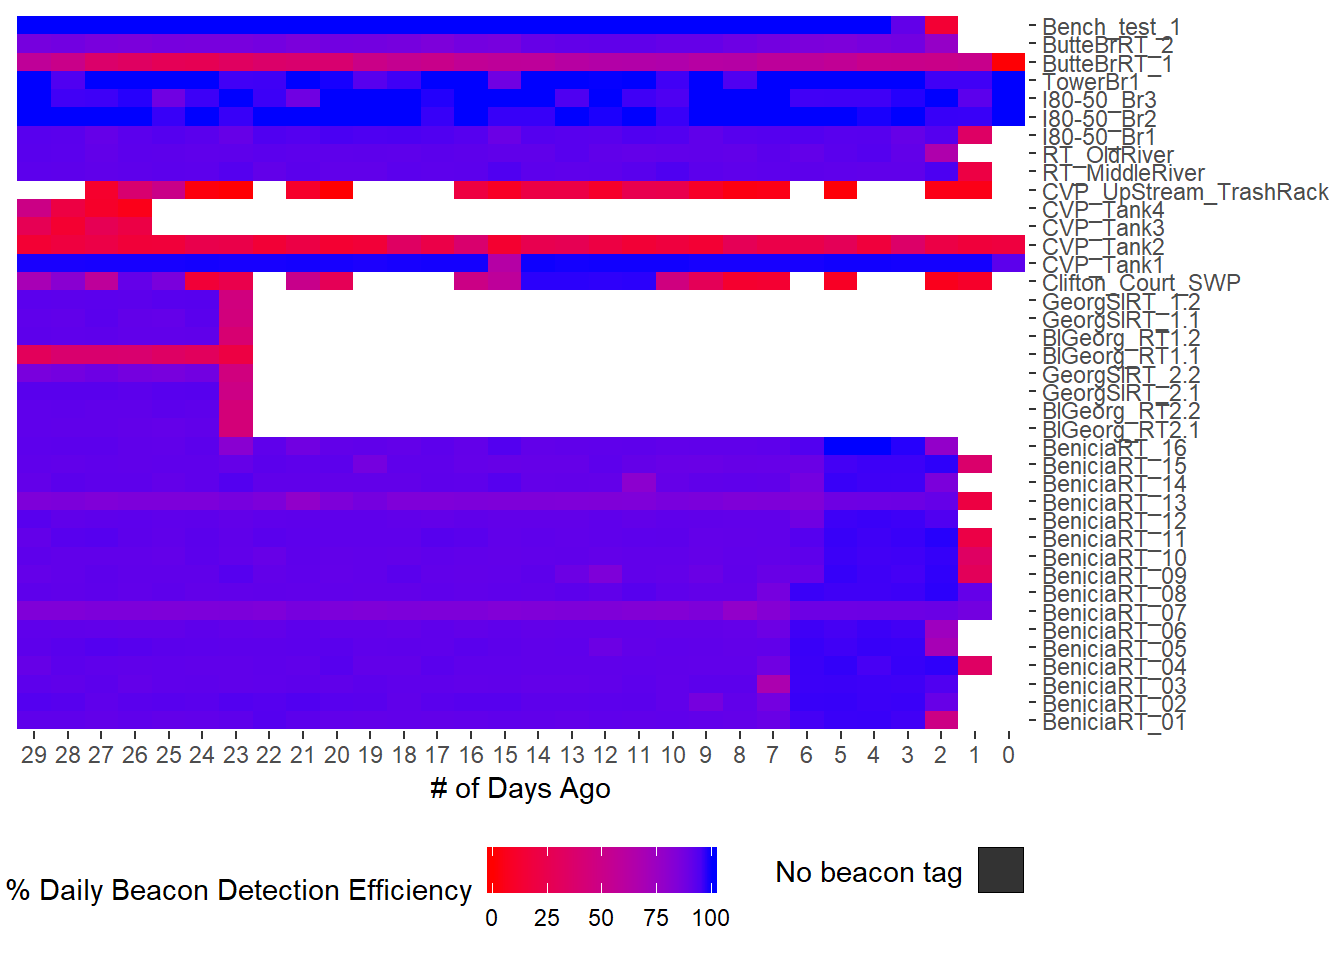 Bench_test_1
ButteBrRT_2
ButteBrRT_1
TowerBr1
I80-50_Br3
I80-50_Br2
I80-50_Br1
RT_OldRiver
RT_MiddleRiver
CVP_UpStream_TrashRack
CVP_Tank4
CVP_Tank3
CVP_Tank2
CVP_Tank1
Clifton_Court_SWP
GeorgSlRT_1.2
GeorgSlRT_1.1
BlGeorg_RT1.2
BlGeorg_RT1.1
GeorgSlRT_2.2
GeorgSlRT_2.1
BlGeorg_RT2.2
BlGeorg_RT2.1
BeniciaRT_16
BeniciaRT_15
BeniciaRT_14
BeniciaRT_13
BeniciaRT_12
BeniciaRT_11
BeniciaRT_10
BeniciaRT_09
BeniciaRT_08
BeniciaRT_07
BeniciaRT_06
BeniciaRT_05
BeniciaRT_04
BeniciaRT_03
BeniciaRT_02
BeniciaRT_01
29 28 27 26 25 24 23 22 21 20 19 18 17 16 15 14 13 12 11 10 9 8 7 6 5 4 3 2 1 0
# of Days Ago
% Daily Beacon Detection Efficiency
0 25 50 75 100
No beacon tag